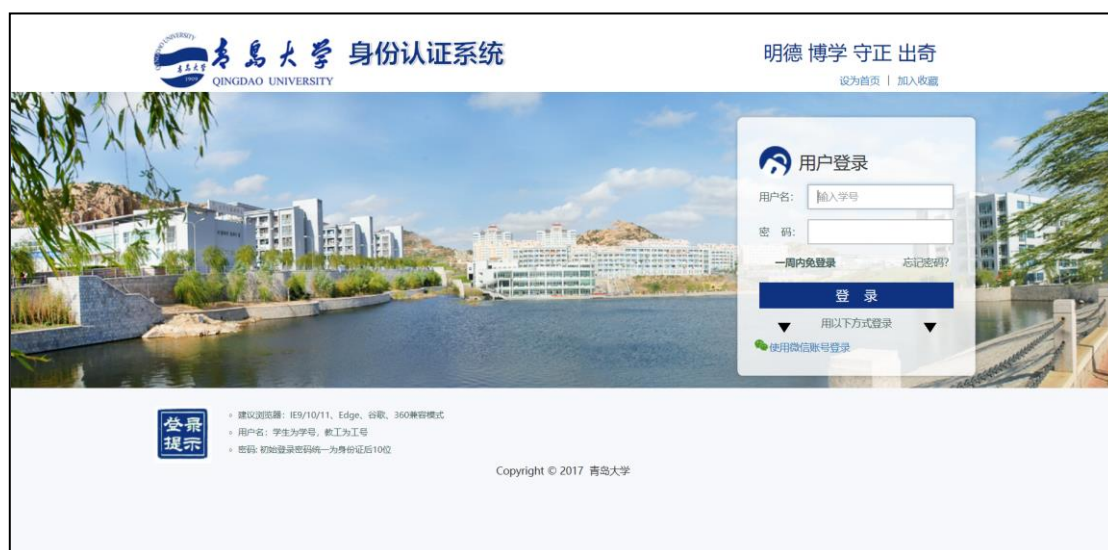 QINGDAO UNIVERSITY
青岛大学 身份认证系统
QINGDAO UNIVERSITY
明德 博学 守正 出奇
设为首页 | 加入收藏
用户登录
用户名： 输入学号
密 码：
一周内免登录 忘记密码?
登 录
用以下方式登录
使用微信账号登录
登录
提示
建议浏览器：IE9/10/11、Edge、谷歌、360兼容模式
用户名：学生为学号，教工为工号
密码: 初始登录密码统一为身份证后10位
Copyright © 2017 青岛大学